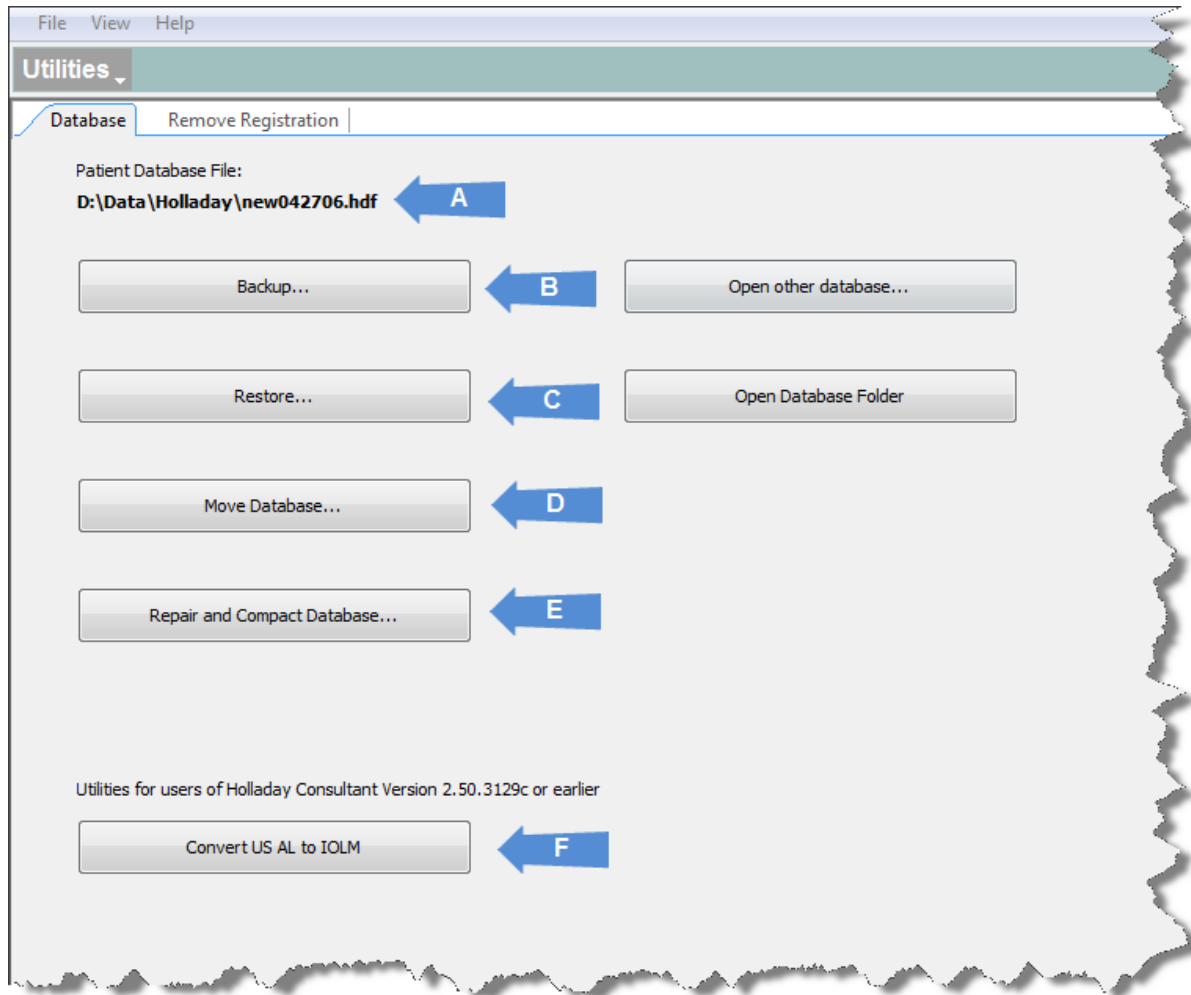 File View Help
Utilities
Database Remove Registration
Patient Database File:
D:\Data\Holladay\new042706.hdf A
Backup... B Open other database...
Restore... C Open Database Folder
Move Database... D
Repair and Compact Database... E
Utilities for users of Holladay Consultant Version 2.50.3129c or earlier
Convert US AL to IOLM F